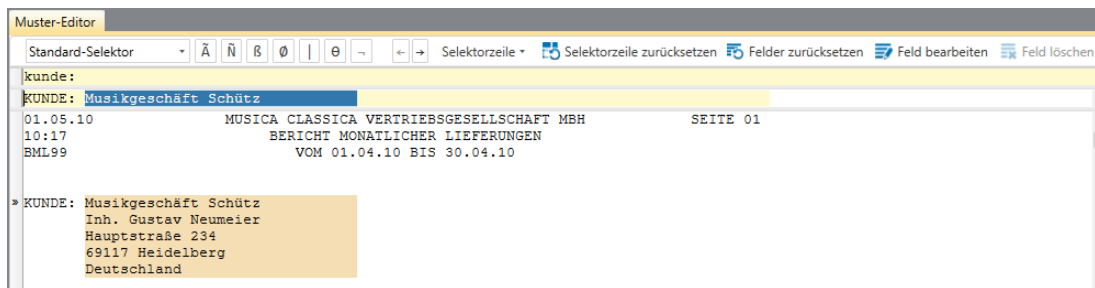 Muster-Editor
Standard-Selektor Ã Ñ ß Ø | Ө ¬ ← → Selektorzeile Selektorzeile zurücksetzen Felder zurücksetzen Feld bearbeiten Feld löschen
kunde:
KUNDE: Musikgeschäft Schütz
01.05.10 MUSICA CLASSICA VERTRIEBSGESELLSCHAFT MBH SEITE 01
10:17 BERICHT MONATLICHER LIEFERUNGEN
BML99 VOM 01.04.10 BIS 30.04.10
» KUNDE: Musikgeschäft Schütz
Inh. Gustav Neumeier
Hauptstraße 234
69117 Heidelberg
Deutschland